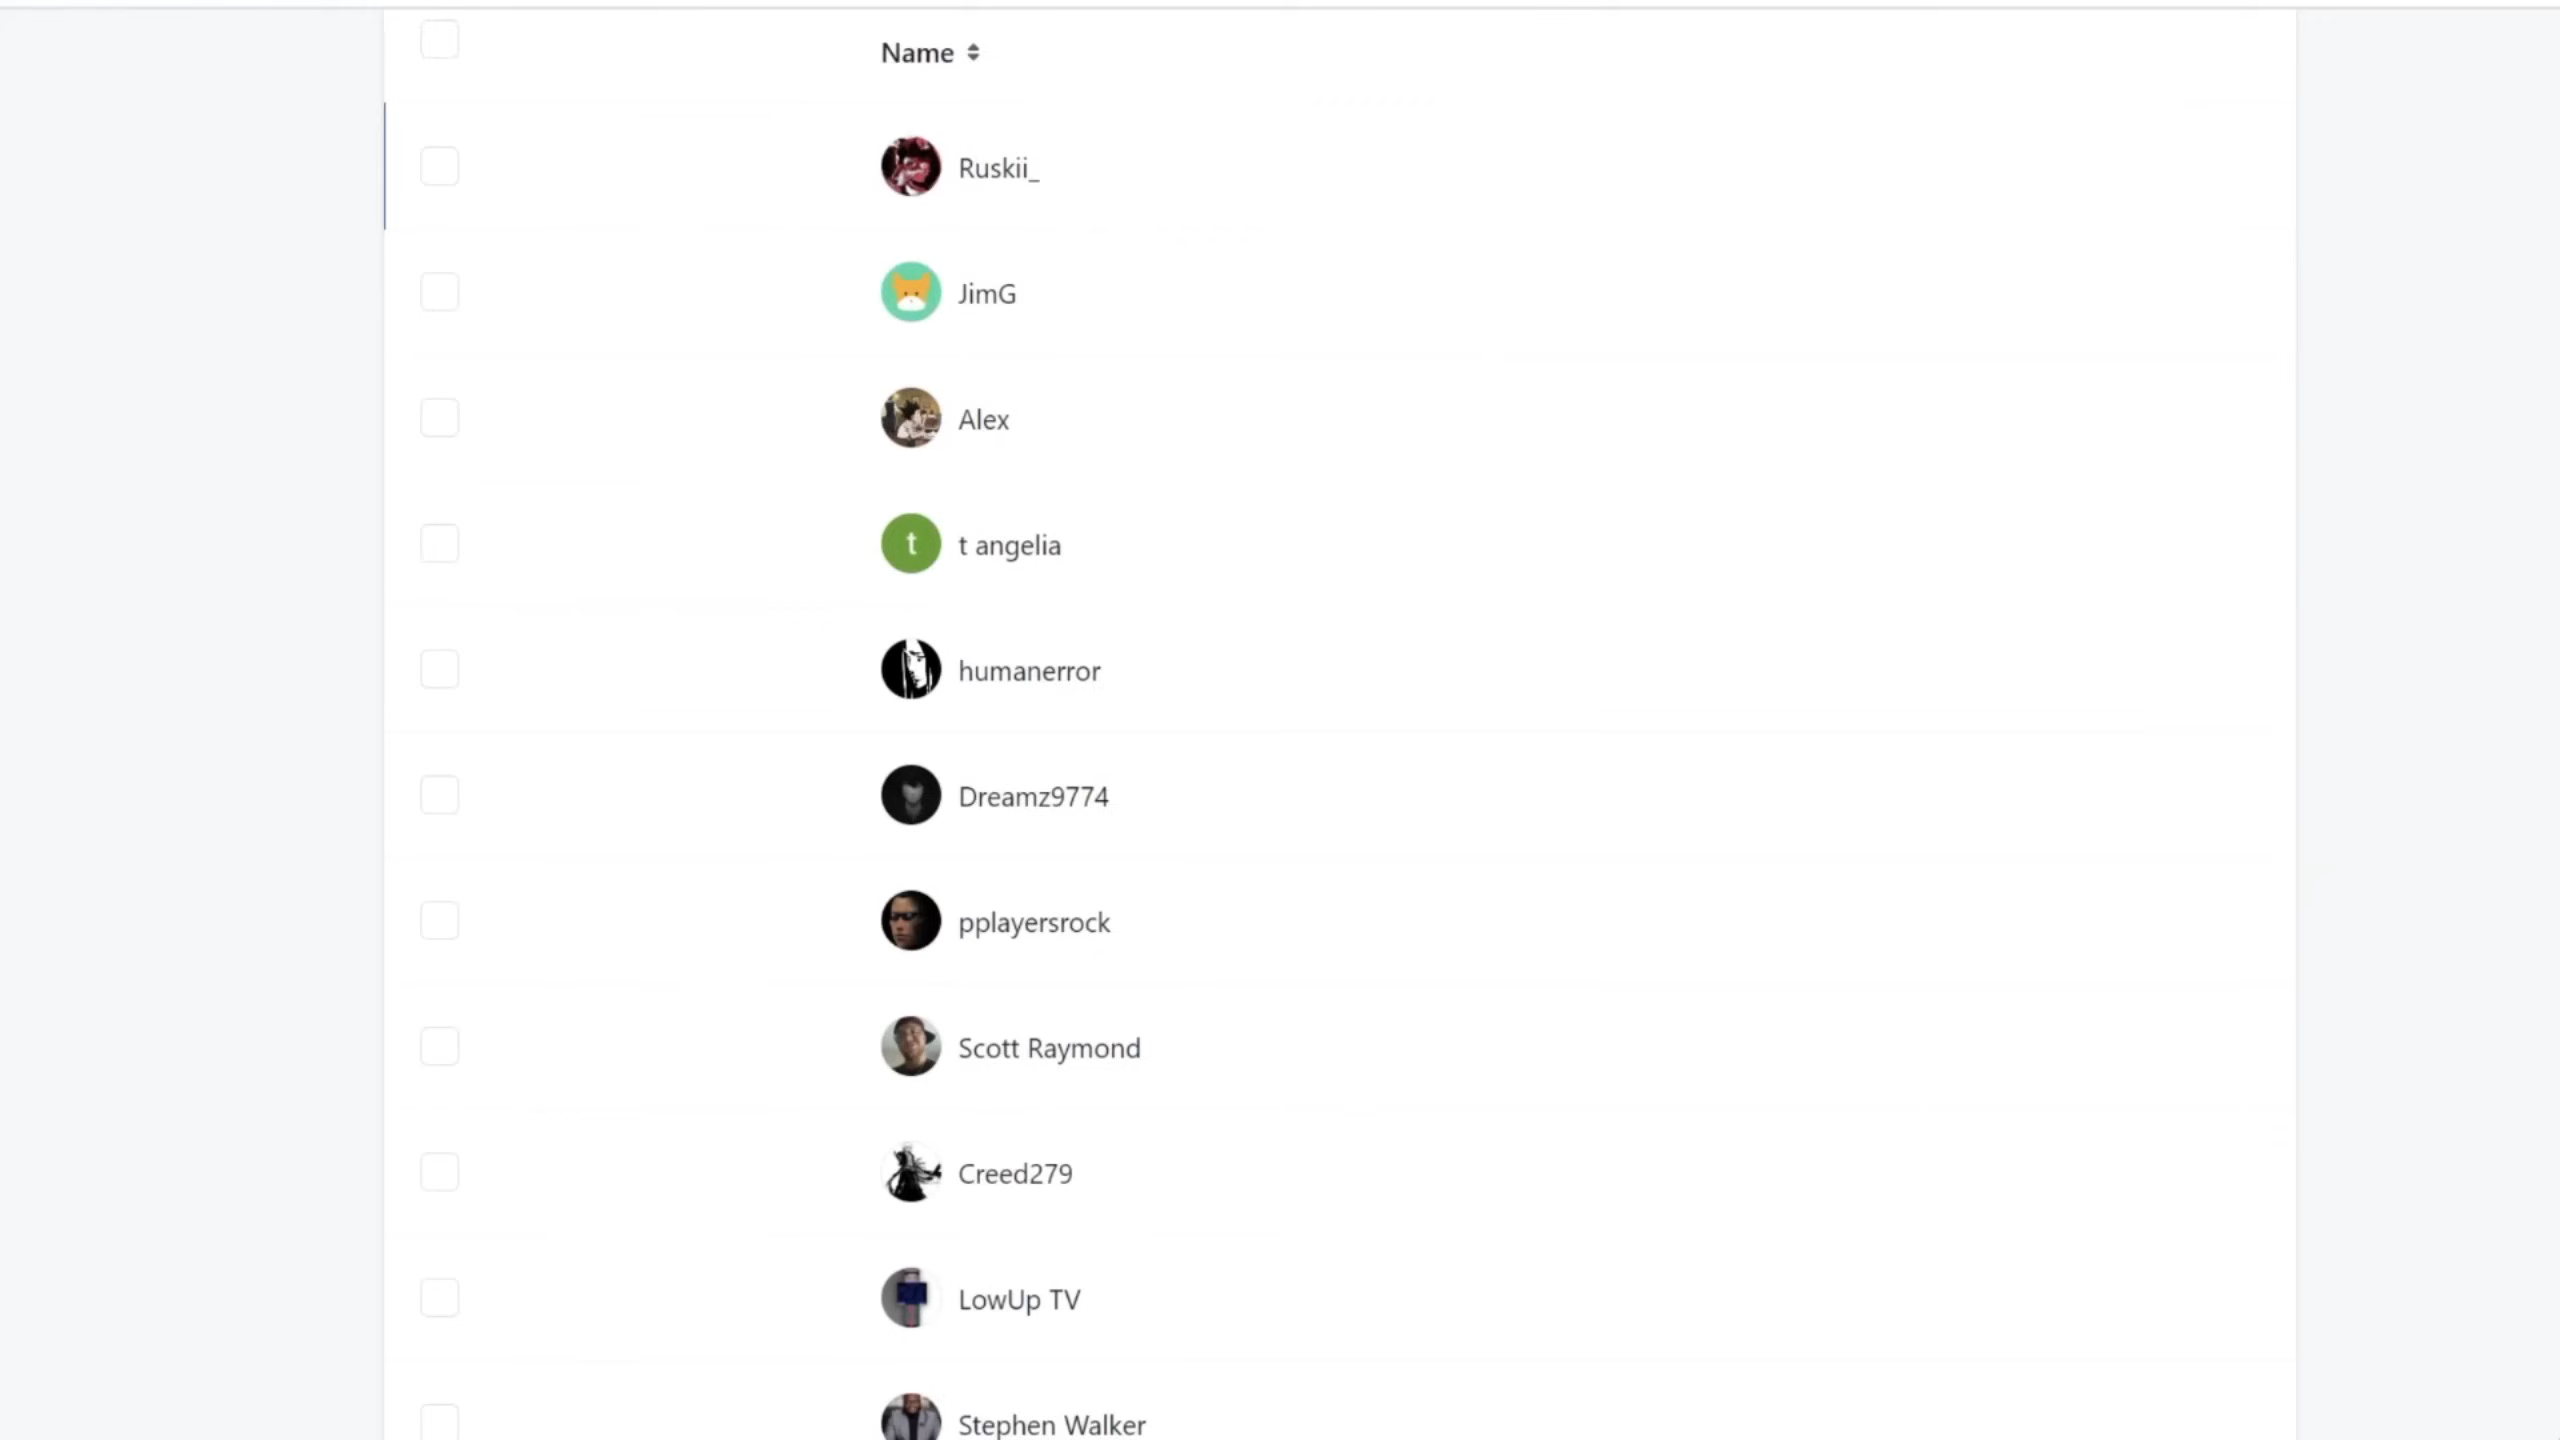 Name
Ruskii_
JimG
Alex
t
t angelia
humanerror
Dreamz9774
pplayersrock
Scott Raymond
Creed279
LowUp TV
Stephen Walker